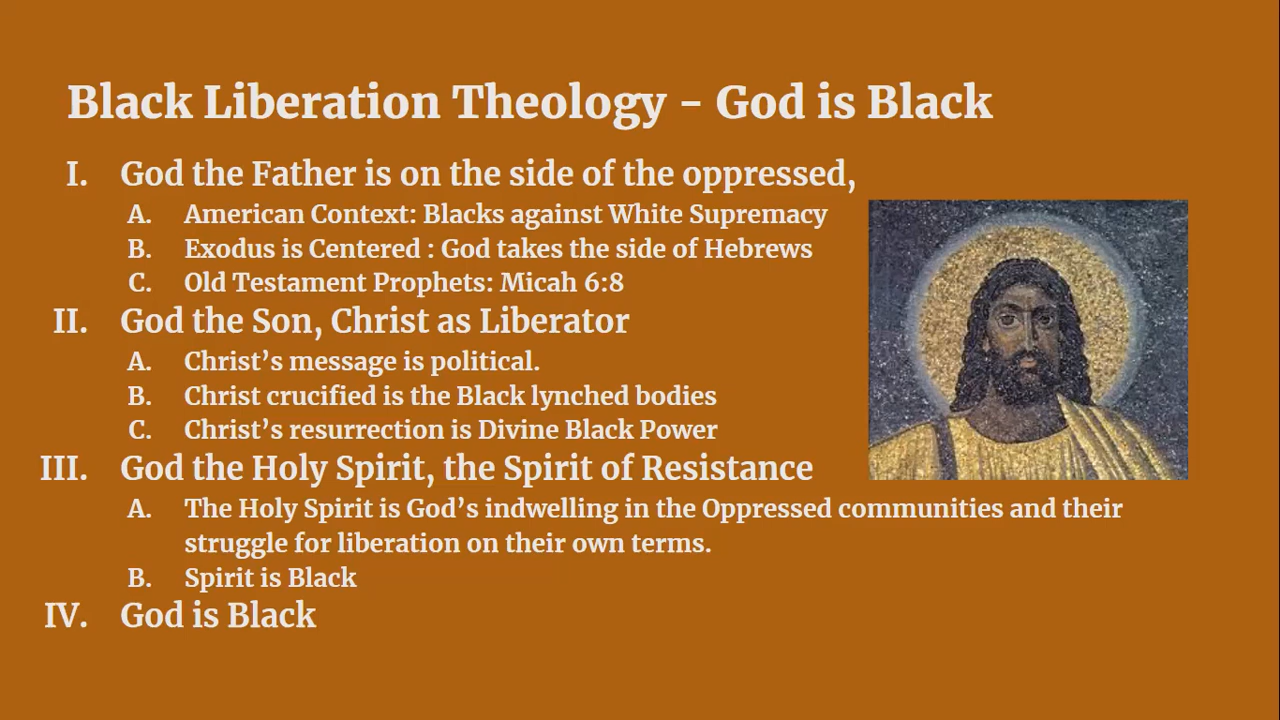 Black Liberation Theology - God is Black
I. God the Father is on the side of the oppressed,
A. American Context: Blacks against White Supremacy
B. Exodus is Centered : God takes the side of Hebrews
C. Old Testament Prophets: Micah 6:8
II. God the Son, Christ as Liberator
A. Christ’s message is political.
B. Christ crucified is the Black lynched bodies
C. Christ’s resurrection is Divine Black Power
III. God the Holy Spirit, the Spirit of Resistance
A. The Holy Spirit is God’s indwelling in the Oppressed communities and their
struggle for liberation on their own terms.
B. Spirit is Black
IV. God is Black